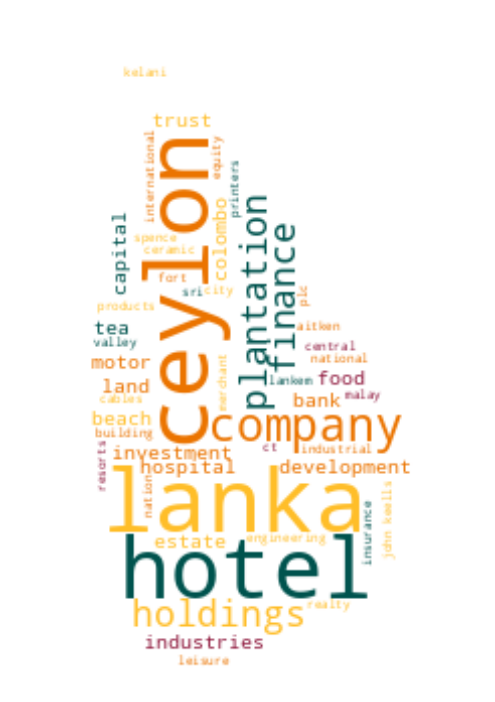 kelani
trust
international
ceylon
equity
printers
capital
colombo
plantation
finance
spence
ceramic
fort
sri
city
products
plc
tea
aitken
valley
central
motor
national
merchant
lankem
food
land
malay
cables
bank
beach
company
building
ct
industrial
resorts
investment
hospital
development
lanka
nation
insurance
john keells
estate
engineering
hotel
holdings
realty
industries
leisure